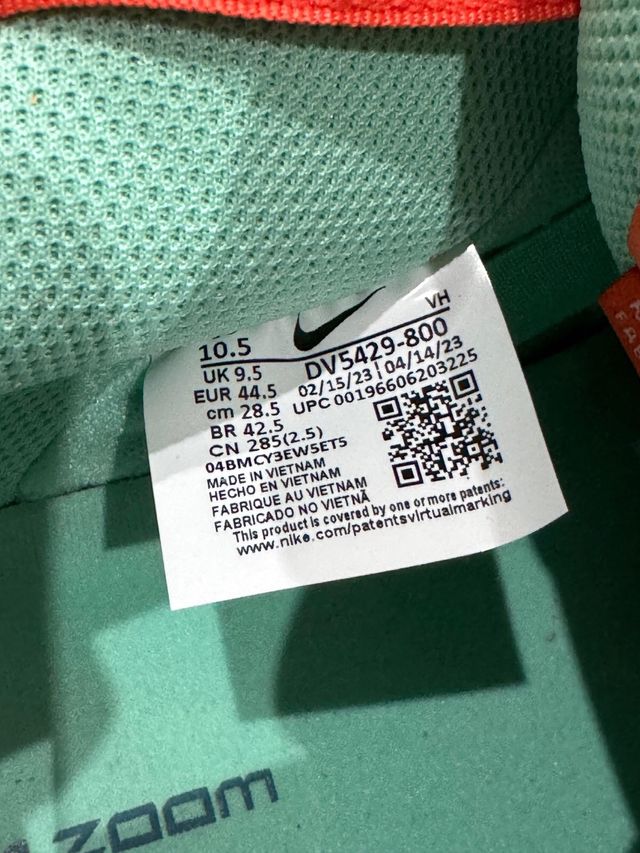 VH
10.5
DV5429-800
UK 9.5
02/15/23 | 04/14/23
EUR 44.5
UPC 00196606203225
cm 28.5
BR 42.5
CN 285(2.5)
04BMCY3EW5ET5
MADE IN VIETNAM
HECHO EN VIETNAM
FABRIQUE AU VIETNAM
FABRICADO NO VIETNÃ
This product is covered by one or more patents:
www.nike.com/patentsvirtualmarking
zoom